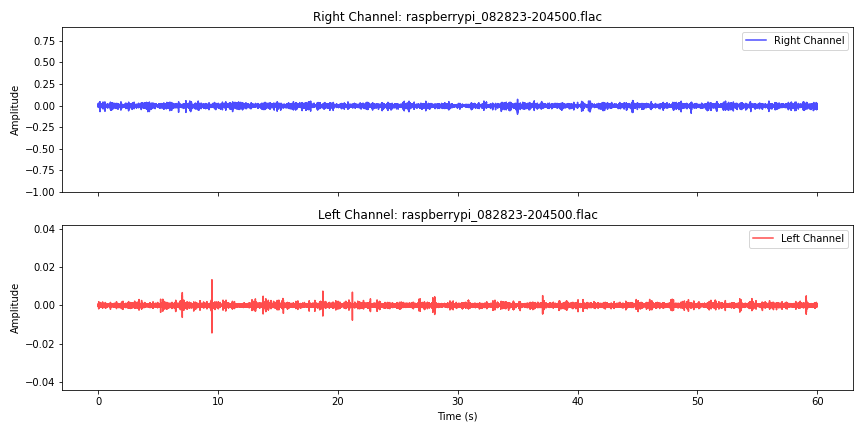 Right Channel: raspberrypi_082823-204500.flac
Right Channel
Amplitude
0.75
0.50
0.25
0.00
−0.25
−0.50
−0.75
−1.00
Left Channel: raspberrypi_082823-204500.flac
Left Channel
Amplitude
0.04
0.02
0.00
−0.02
−0.04
0 10 20 30 40 50 60
Time (s)